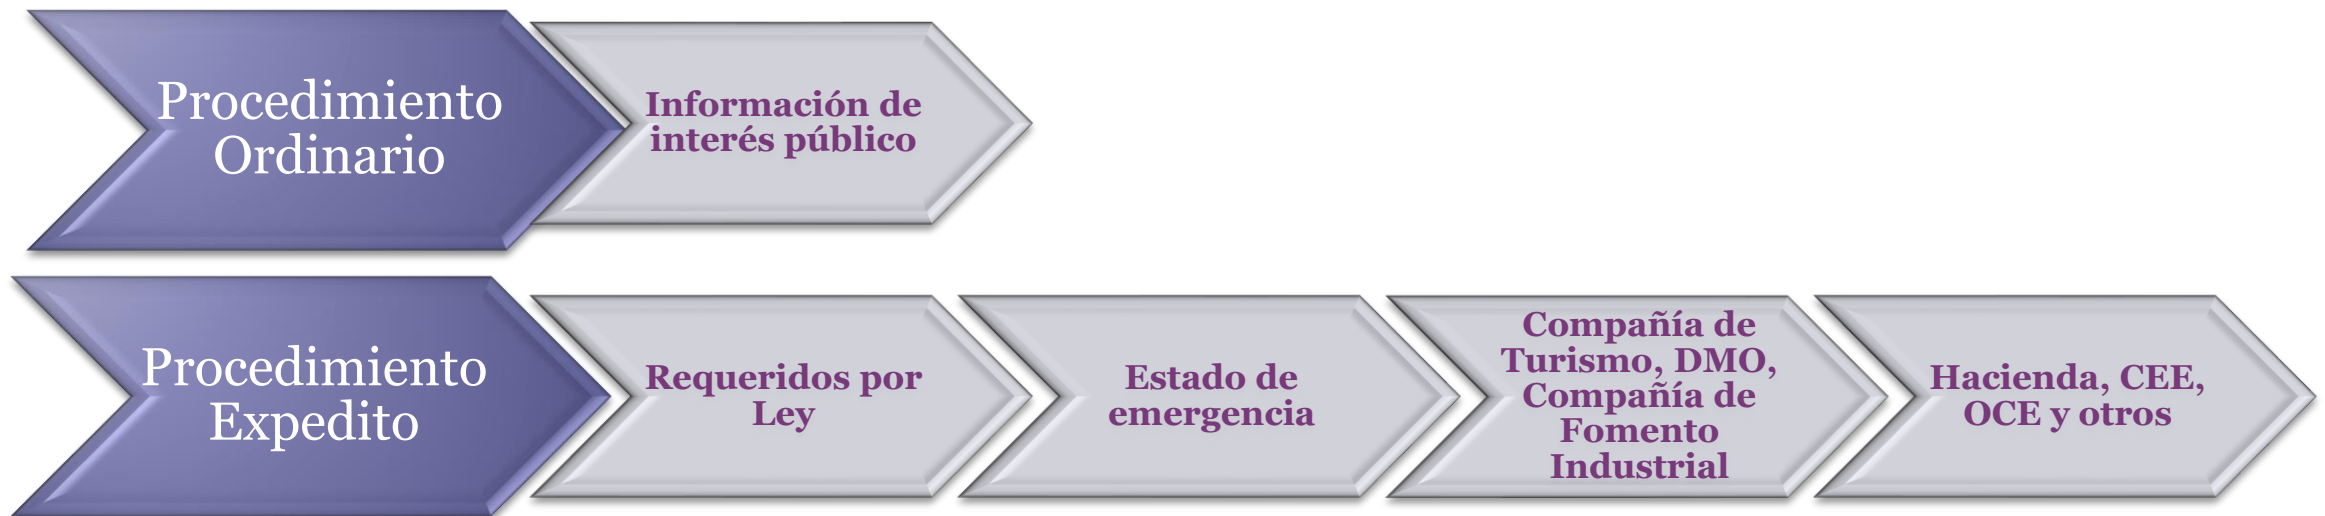 Procedimiento
Ordinario
Información de
interés público
Procedimiento
Expedito
Requeridos por
Ley
Estado de
emergencia
Compañía de
Turismo, DMO,
Compañía de
Fomento
Industrial
Hacienda, CEE,
OCE y otros